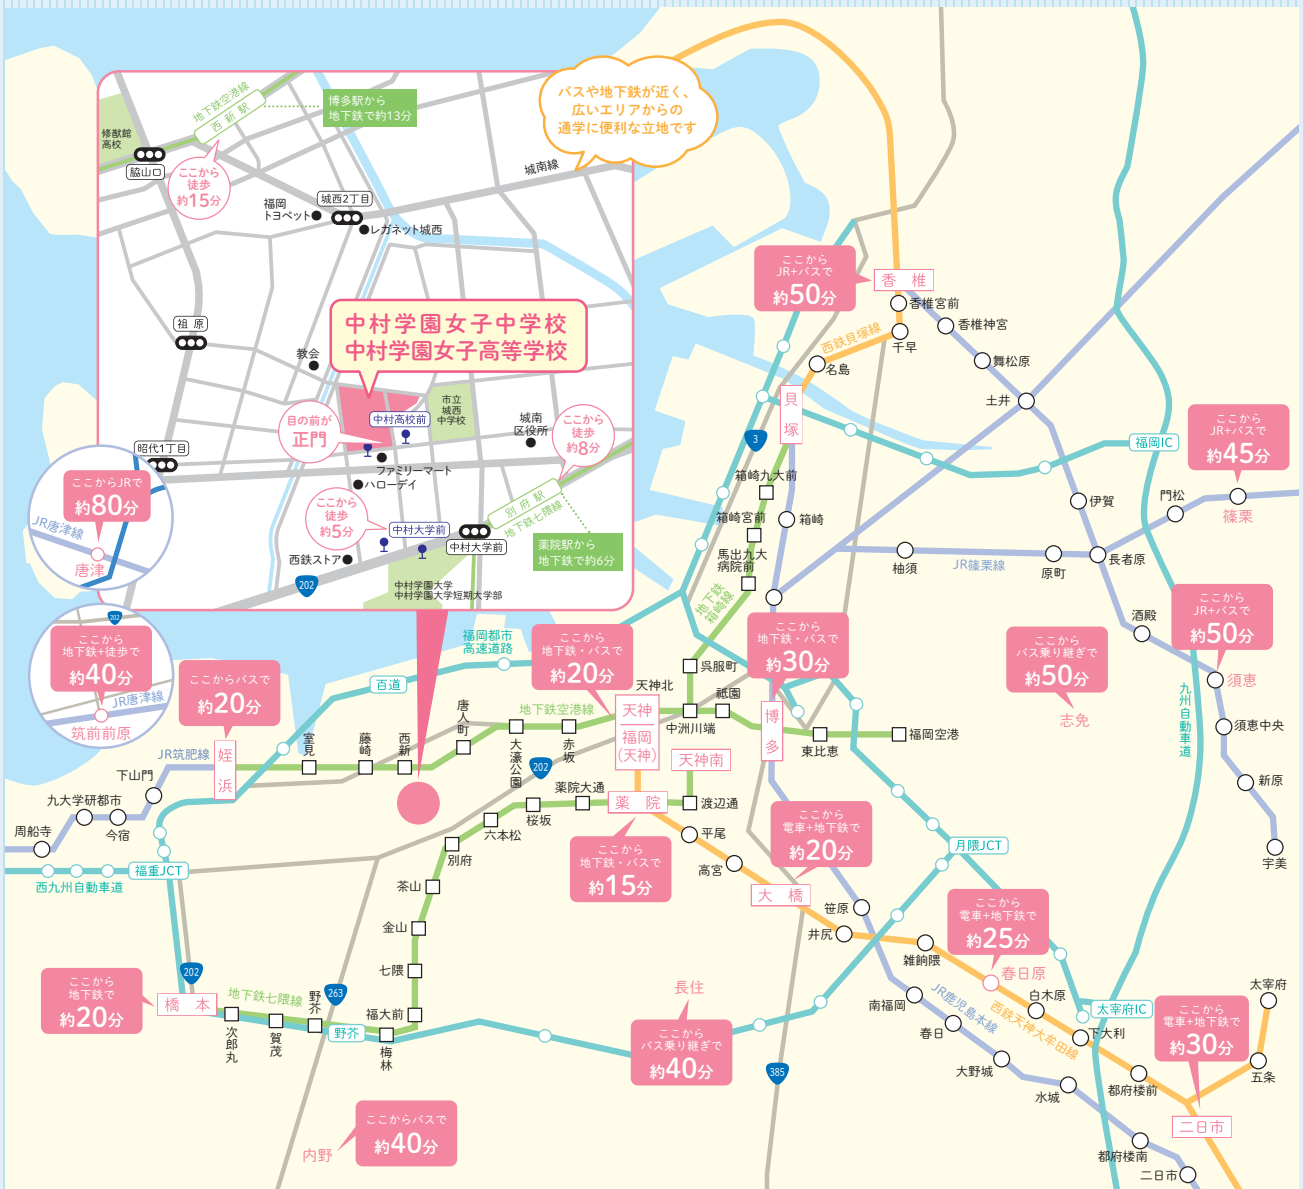 バスや地下鉄が近く、
広いエリアからの
通学に便利な立地です
地下鉄空港線
西新駅
博多駅から
地下鉄で約13分
修猷館
高校
脇山口
ここから
徒歩
約15分
福岡
トヨペット
城西2丁目
レガネット城西
城南線
祖原
教会
中村学園女子中学校
中村学園女子高等学校
目の前が
正門
中村高校前
市立
城西
中学校
城南
区役所
ここから
徒歩
約8分
昭代1丁目
ファミリーマート
ハローデイ
別府駅
地下鉄七隈線
ここから
徒歩
約5分
中村大学前
中村大学前
西鉄ストア
薬院駅から
地下鉄で約6分
202
中村学園大学
中村学園大学短期大学部
ここからJRで
約80分
JR唐津線
唐津
202
ここから
地下鉄+徒歩で
約40分
JR唐津線
筑前前原
ここから
JR+バスで
約50分
香椎
香椎宮前
香椎神宮
西鉄貝塚線
千早
舞松原
名島
土井
貝塚
3
福岡IC
ここから
JR+バスで
約45分
篠栗
門松
伊賀
箱崎九大前
箱崎宮前
箱崎
馬出九大
病院前
地下鉄
箱崎線
柚須
JR篠栗線
原町
長者原
酒殿
ここから
JR+バスで
約50分
須恵
須恵中央
新原
宇美
九州自動車道
ここから
バス乗り継ぎで
約50分
志免
福岡都市
高速道路
百道
ここから
地下鉄・バスで
約20分
ここから
地下鉄・バスで
約30分
呉服町
天神北
祗園
中洲川端
天神
福岡
(天神)
博多
東比恵
福岡空港
天神南
地下鉄空港線
唐人町
大濠公園
赤坂
202
ここからバスで
約20分
JR筑肥線
姪浜
室見
藤崎
西新
下山門
九大学研都市
今宿
周船寺
西九州自動車道
福重JCT
薬院大通
薬院
渡辺通
桜坂
六本松
別府
茶山
金山
七隈
福大前
梅林
平尾
高宮
ここから
地下鉄・バスで
約15分
ここから
電車+地下鉄で
約20分
大橋
笹原
井尻
月隈JCT
ここから
電車+地下鉄で
約25分
雑餉隈
春日原
南福岡
JR鹿児島本線
西鉄天神大牟田線
白木原
下大利
太宰府IC
春日
大野城
水城
都府楼前
都府楼南
二日市
ここから
電車+地下鉄で
約30分
太宰府
五条
二日市
ここから
地下鉄で
約20分
橋本
202
地下鉄七隈線
次郎丸
賀茂
野芥
263
野芥
長住
ここから
バス乗り継ぎで
約40分
385
ここからバスで
約40分
内野